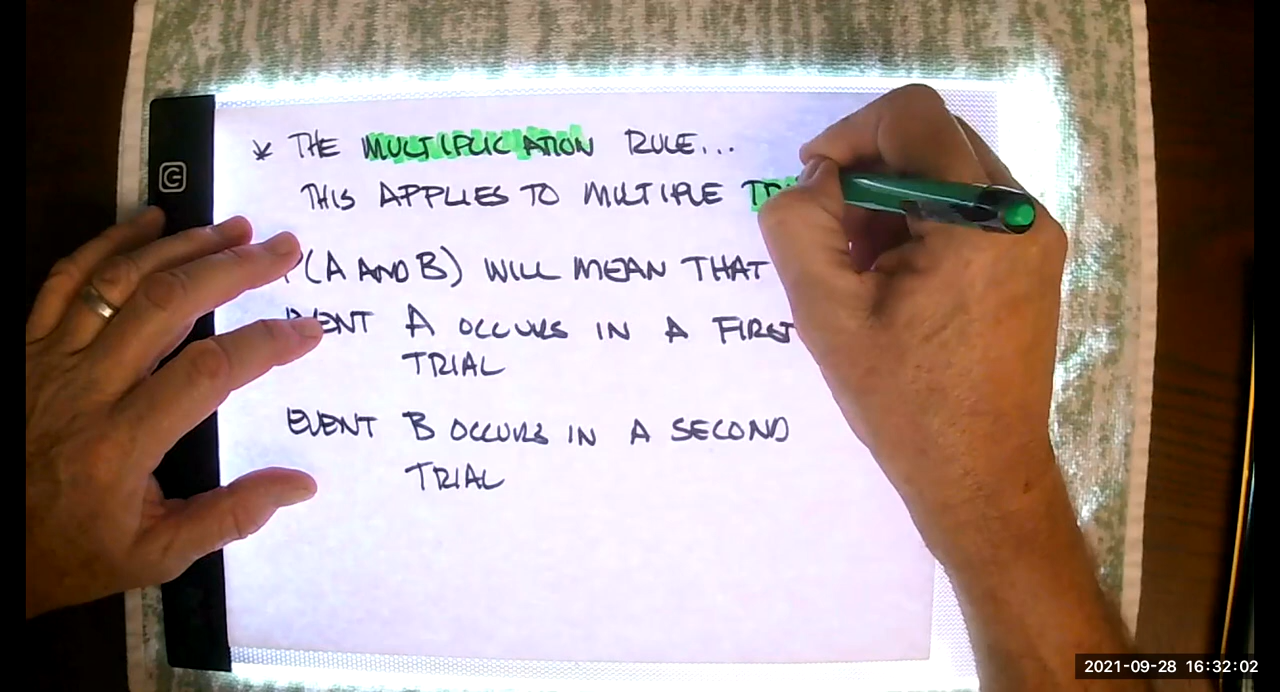 * THE MULTIPLICATION RULE...
THIS APPLIES TO MULTIPLE
P(A AND B) WILL MEAN THAT
EVENT A OCCURS IN A FIRST
TRIAL
EVENT B OCCURS IN A SECOND
TRIAL
2021-09-28 16:32:02